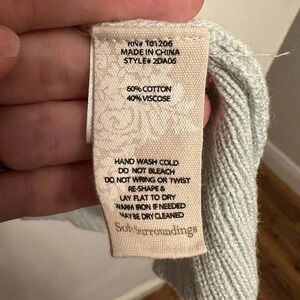 RN# 101206
MADE IN CHINA
STYLE# 2DA06
60% COTTON
40% VISCOSE
HAND WASH COLD
DO NOT BLEACH
DO NOT WRING OR TWIST
RE-SHAPE &
LAY FLAT TO DRY
WARM IRON IF NEEDED
MAY BE DRY CLEANED
Soft Surroundings